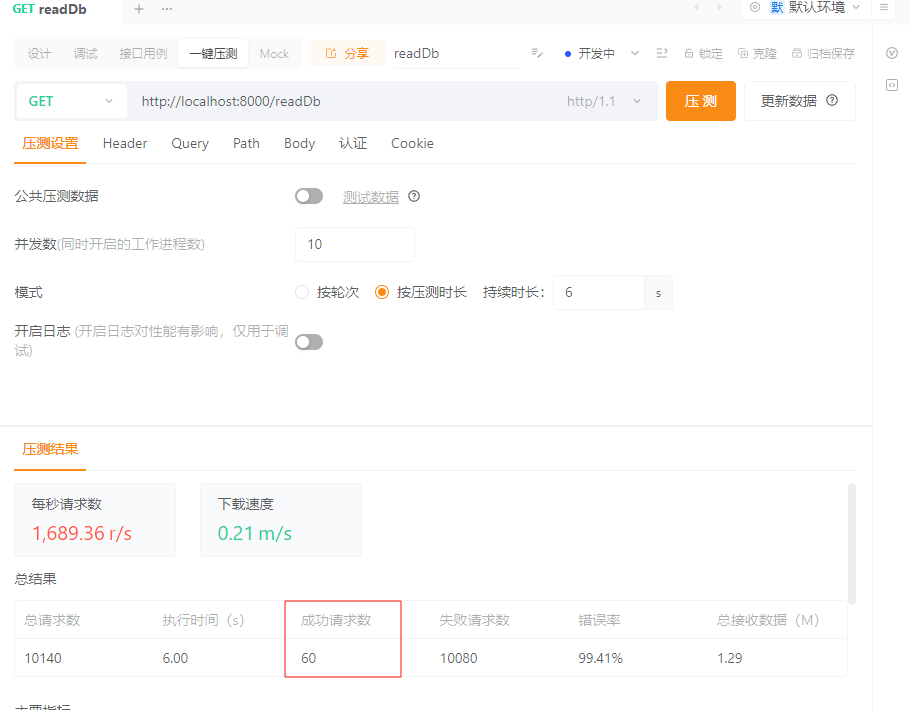 GET readDb + ··· 默 默认环境
设计 调试 接口用例 一键压测 Mock 分享 readDb 开发中 锁定 克隆 归档保存
GET http://localhost:8000/readDb http/1.1 压 测 更新数据
压测设置 Header Query Path Body 认证 Cookie
公共压测数据 测试数据
并发数(同时开启的工作进程数) 10
模式 按轮次 按压测时长 持续时长: 6 s
开启日志 (开启日志对性能有影响，仅用于调
试)
压测结果
每秒请求数 下载速度
1,689.36 r/s 0.21 m/s
总结果
总请求数 执行时间（s） 成功请求数 失败请求数 错误率 总接收数据（M）
10140 6.00 60 10080 99.41% 1.29